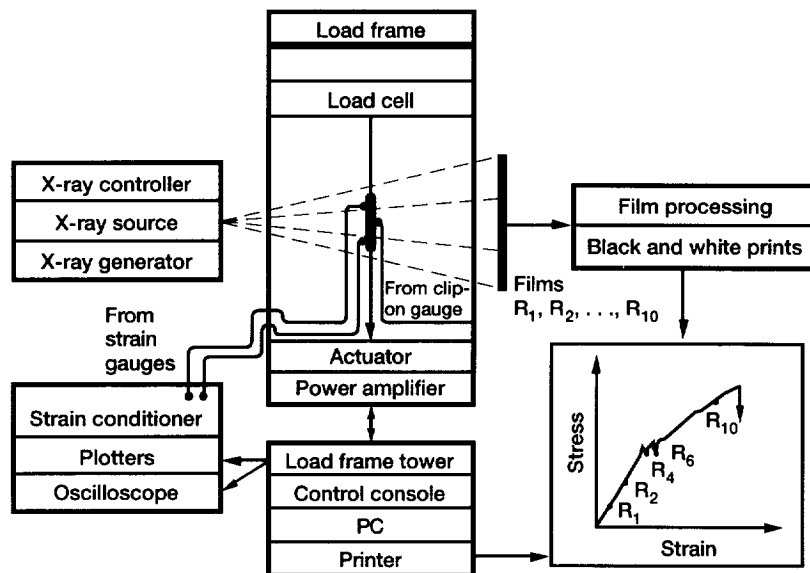 Load frame
Load cell
X-ray controller
X-ray source
X-ray generator
Film processing
Black and white prints
From clip-
on gauge
Films
R1, R2, . . ., R10
From
strain
gauges
Actuator
Power amplifier
Strain conditioner
Plotters
Oscilloscope
Load frame tower
Control console
PC
Printer
Stress
R10
R6
R4
R2
R1
Strain